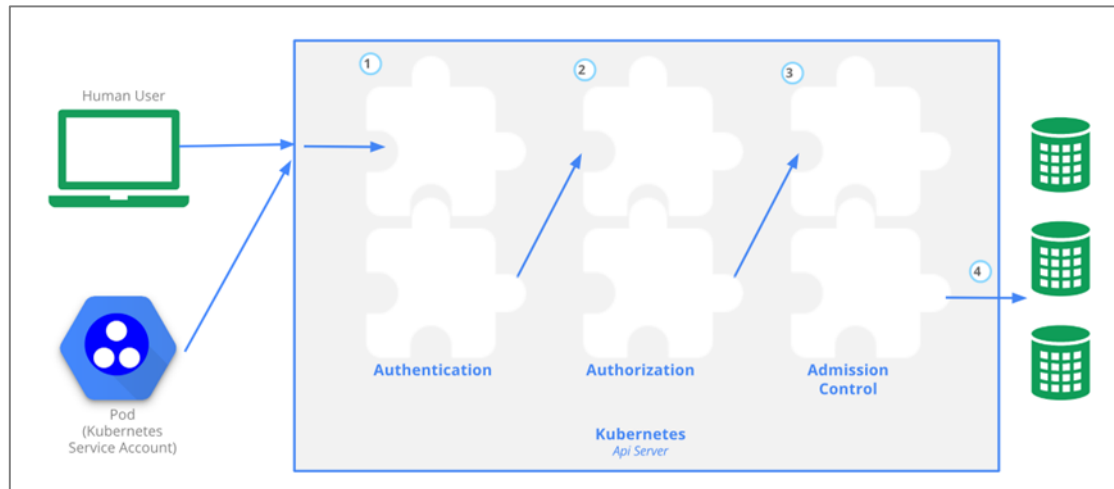 Human User
Pod
(Kubernetes
Service Account)
1
2
3
4
Authentication
Authorization
Admission
Control
Kubernetes
Api Server